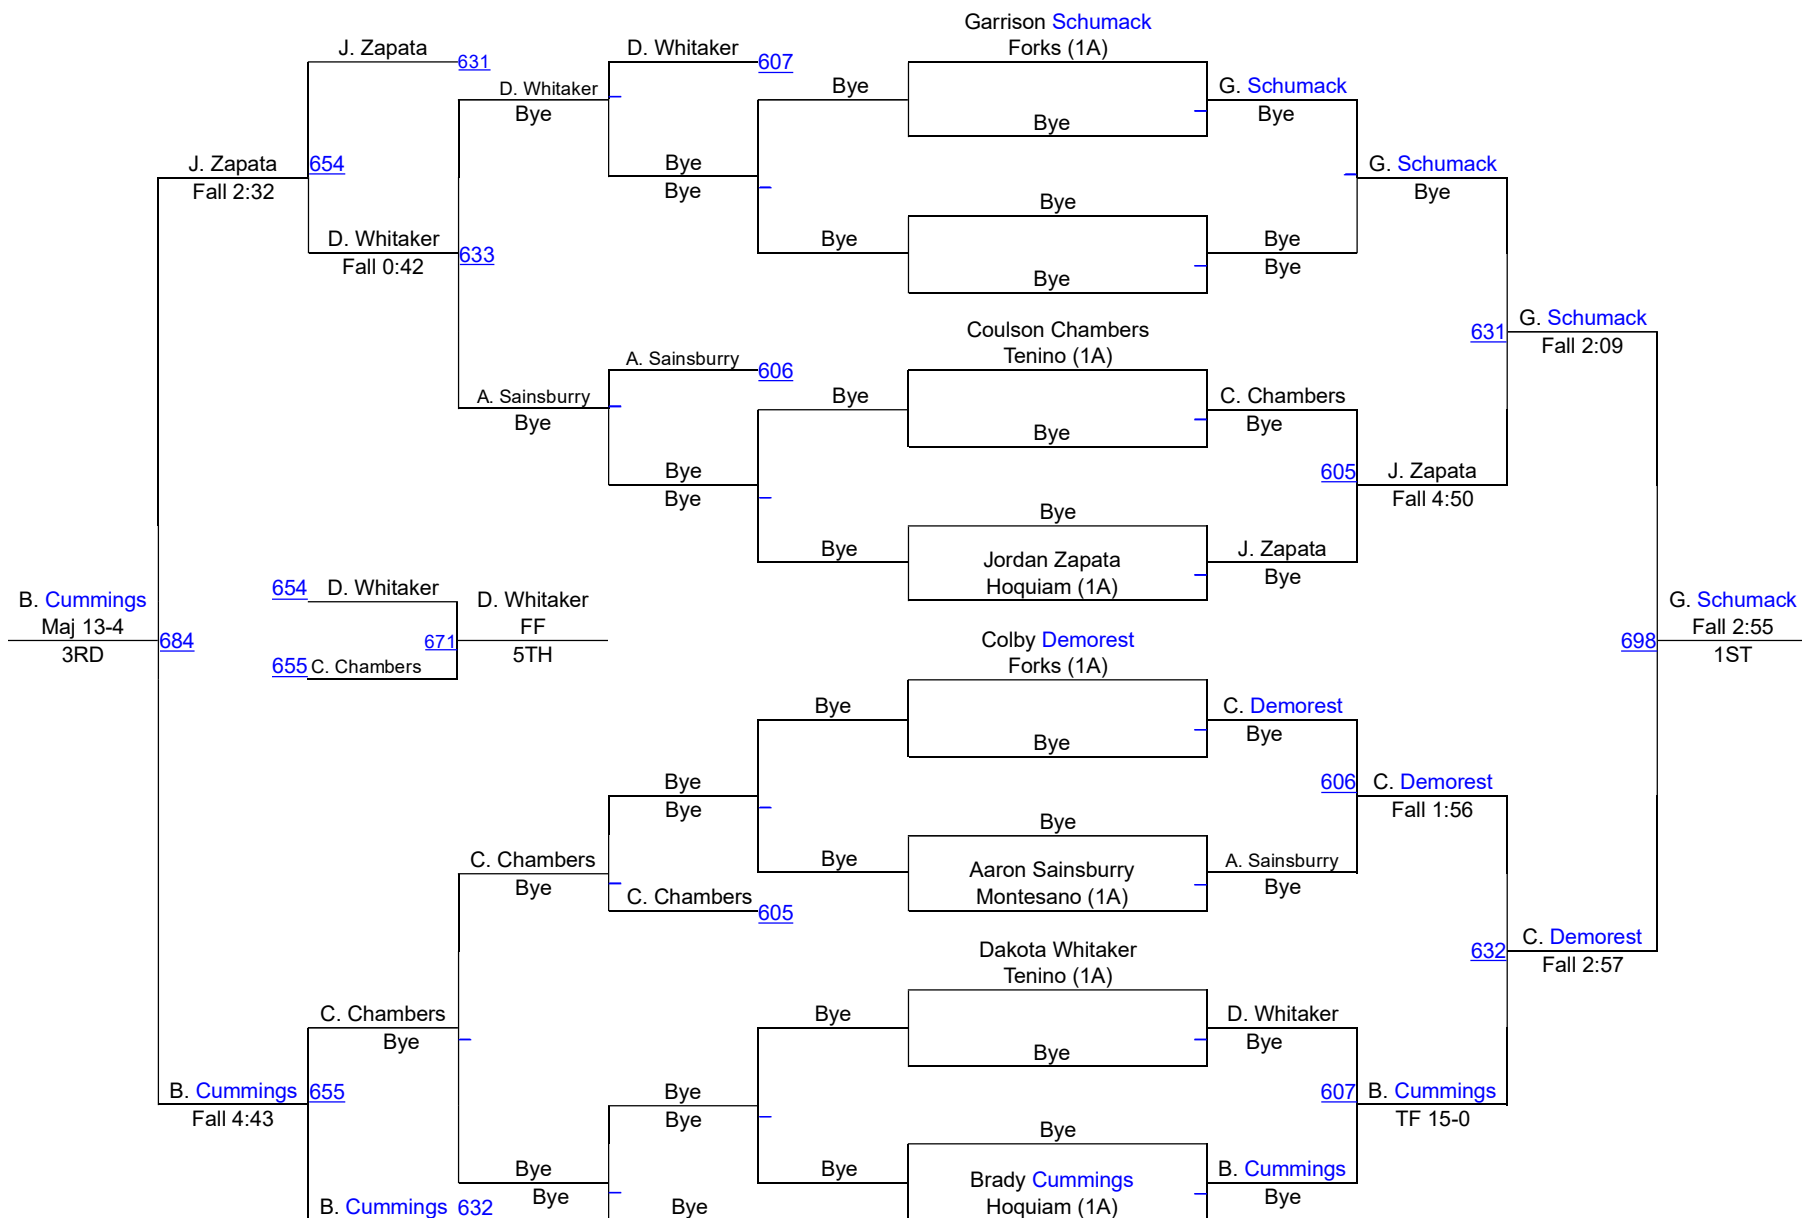 Garrison Schumack
Forks (1A)
J. Zapata
631
D. Whitaker
607
D. Whitaker
Bye
Bye
G. Schumack
Bye
Bye
J. Zapata
654
Fall 2:32
Bye
Bye
G. Schumack
Bye
Bye
D. Whitaker
633
Fall 0:42
Bye
Bye
Bye
Bye
Coulson Chambers
Tenino (1A)
631
G. Schumack
Fall 2:09
A. Sainsburry
606
A. Sainsburry
Bye
Bye
C. Chambers
Bye
Bye
Bye
Bye
605
J. Zapata
Fall 4:50
Bye
Bye
Jordan Zapata
Hoquiam (1A)
J. Zapata
Bye
654
D. Whitaker
B. Cummings
Maj 13-4
3RD
684
D. Whitaker
FF
5TH
671
655
C. Chambers
G. Schumack
Fall 2:55
1ST
698
Colby Demorest
Forks (1A)
Bye
C. Demorest
Bye
Bye
Bye
Bye
606
C. Demorest
Fall 1:56
Bye
C. Chambers
Bye
Bye
Aaron Sainsburry
Montesano (1A)
A. Sainsburry
Bye
C. Chambers
605
Dakota Whitaker
Tenino (1A)
632
C. Demorest
Fall 2:57
C. Chambers
Bye
Bye
D. Whitaker
Bye
Bye
B. Cummings
655
Fall 4:43
Bye
Bye
607
B. Cummings
TF 15-0
Bye
Bye
Bye
Bye
Brady Cummings
Hoquiam (1A)
B. Cummings
Bye
B. Cummings
632
Bye